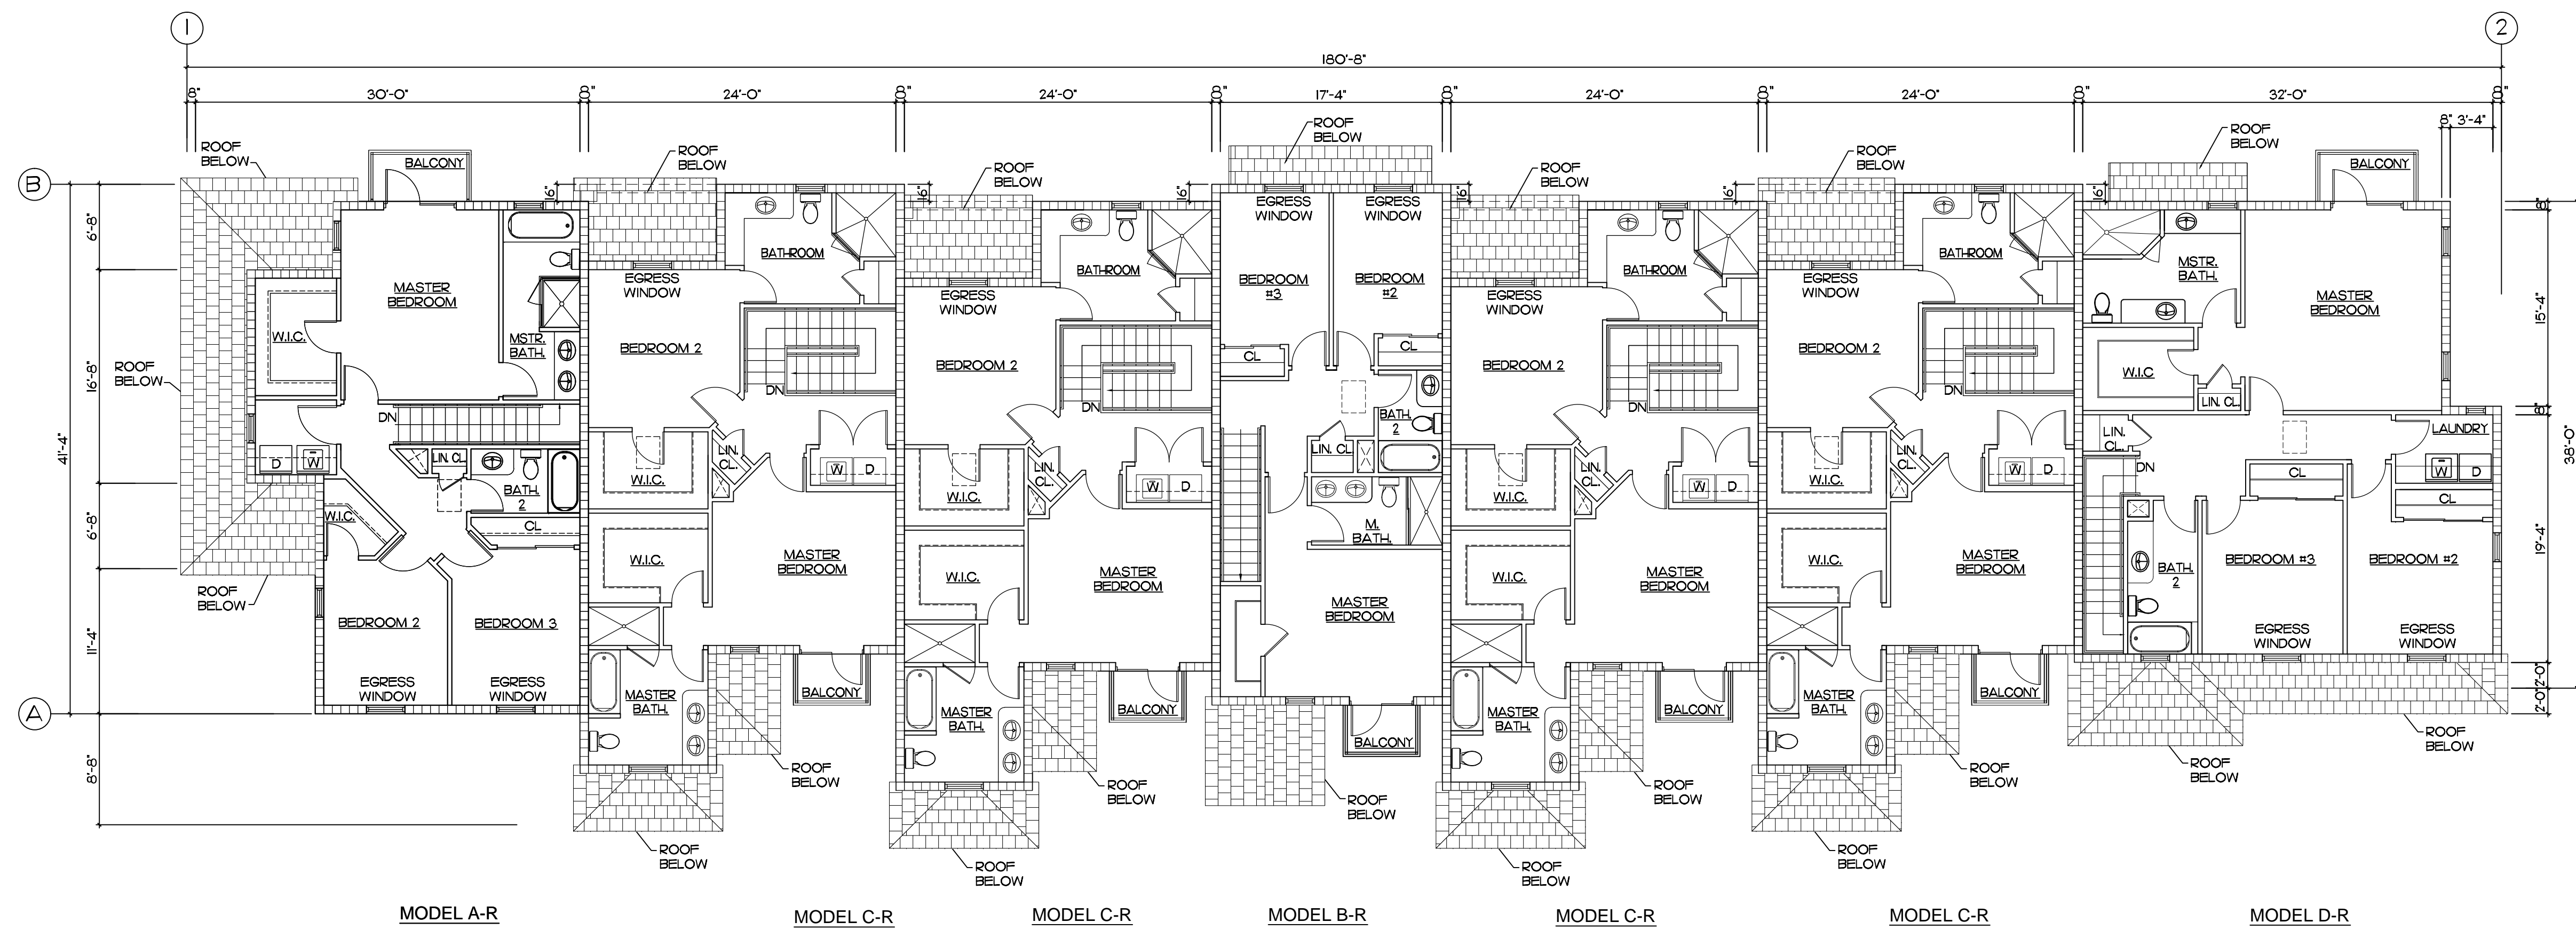 1
2
180'-8"
8"
30'-0"
8"
24'-0"
8"
24'-0"
8"
17'-4"
8"
24'-0"
8"
24'-0"
8"
32'-0"
8"
8"
3'-4"
B
A
6'-8"
16'-8"
6'-8"
11'-4"
8'-8"
41'-4"
ROOF
BELOW
ROOF
BELOW
ROOF
BELOW
BALCONY
MASTER
BEDROOM
W.I.C.
MSTR.
BATH.
DN
D
W
LIN CL
BATH.
2
CL
W.I.C.
BEDROOM 2
BEDROOM 3
EGRESS
WINDOW
EGRESS
WINDOW
16"
ROOF
BELOW
EGRESS
WINDOW
BATHROOM
BEDROOM 2
DN
LIN.
CL.
W.I.C.
W
D
W.I.C.
MASTER
BEDROOM
BALCONY
MASTER
BATH.
ROOF
BELOW
ROOF
BELOW
16"
ROOF
BELOW
EGRESS
WINDOW
BATHROOM
BEDROOM 2
DN
LIN.
CL.
W.I.C.
W
D
W.I.C.
MASTER
BEDROOM
BALCONY
MASTER
BATH.
ROOF
BELOW
ROOF
BELOW
16"
ROOF
BELOW
EGRESS
WINDOW
EGRESS
WINDOW
BEDROOM
#3
BEDROOM
#2
CL
CL
BATH.
2
LIN. CL.
M.
BATH.
MASTER
BEDROOM
BALCONY
ROOF
BELOW
16"
ROOF
BELOW
EGRESS
WINDOW
BATHROOM
BEDROOM 2
DN
LIN.
CL.
W.I.C.
W
D
W.I.C.
MASTER
BEDROOM
BALCONY
MASTER
BATH.
ROOF
BELOW
ROOF
BELOW
16"
ROOF
BELOW
EGRESS
WINDOW
BATHROOM
BEDROOM 2
DN
LIN.
CL.
W.I.C.
W
D
W.I.C.
MASTER
BEDROOM
BALCONY
MASTER
BATH.
ROOF
BELOW
ROOF
BELOW
16"
ROOF
BELOW
BALCONY
MSTR.
BATH.
MASTER
BEDROOM
W.I.C
LIN. CL.
LIN.
CL.
DN
LAUNDRY
W
D
CL
CL
BATH.
2
BEDROOM #3
BEDROOM #2
EGRESS
WINDOW
EGRESS
WINDOW
ROOF
BELOW
ROOF
BELOW
8"
15'-4"
8"
19'-4"
2'-0"
2'-0"
38'-0"
MODEL A-R
MODEL C-R
MODEL C-R
MODEL B-R
MODEL C-R
MODEL C-R
MODEL D-R